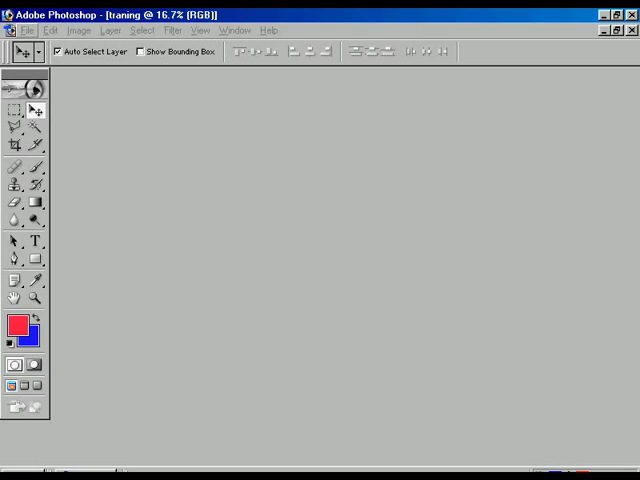 Adobe Photoshop - [traning @ 16.7% [RGB]]
File Edit Image Layer Select Filter View Window Help
Auto Select Layer Show Bounding Box
T